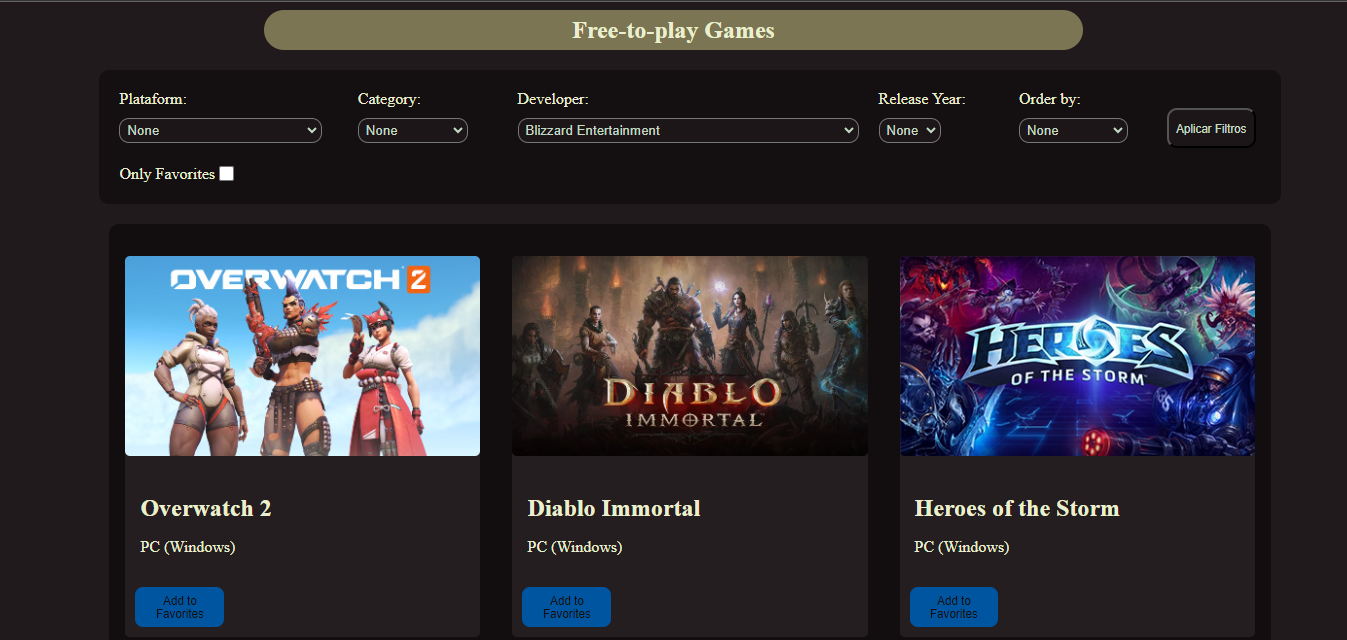 Free-to-play Games
Plataform:
Category:
Developer:
Release Year:
Order by:
None
None
Blizzard Entertainment
None
None
Aplicar Filtros
Only Favorites
OVERWATCH 2
DIABLO
IMMORTAL
HEROES
OF THE STORM
Overwatch 2
Diablo Immortal
Heroes of the Storm
PC (Windows)
PC (Windows)
PC (Windows)
Add to
Favorites
Add to
Favorites
Add to
Favorites